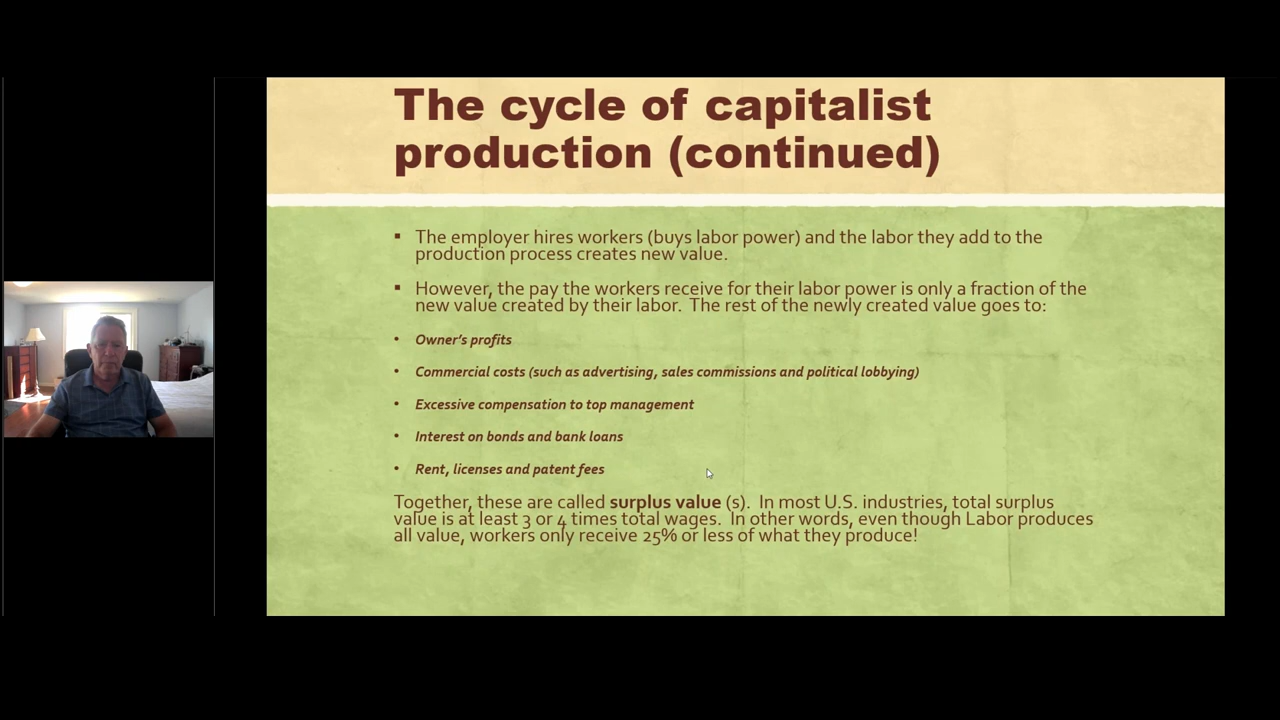 The cycle of capitalist
production (continued)
▪ The employer hires workers (buys labor power) and the labor they add to the
production process creates new value.
▪ However, the pay the workers receive for their labor power is only a fraction of the
new value created by their labor.  The rest of the newly created value goes to:
• Owner's profits
• Commercial costs (such as advertising, sales commissions and political lobbying)
• Excessive compensation to top management
• Interest on bonds and bank loans
• Rent, licenses and patent fees
Together, these are called surplus value (s).  In most U.S. industries, total surplus
value is at least 3 or 4 times total wages.  In other words, even though Labor produces
all value, workers only receive 25% or less of what they produce!